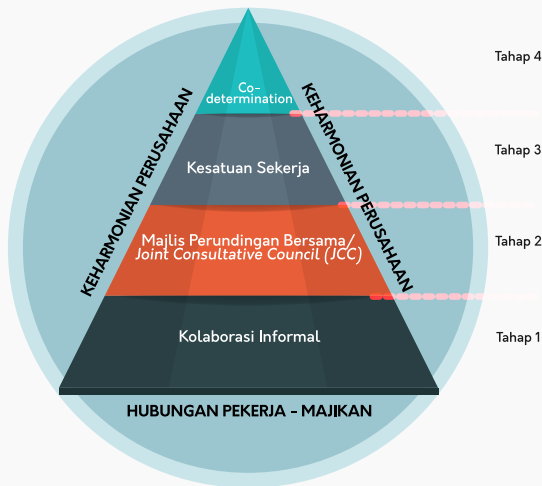 Tahap 4
Co-
determination
KEHARMONIAN PERUSAHAAN
KEHARMONIAN PERUSAHAAN
Tahap 3
Kesatuan Sekerja
Tahap 2
Majlis Perundingan Bersama/
Joint Consultative Council (JCC)
Tahap 1
Kolaborasi Informal
HUBUNGAN PEKERJA - MAJIKAN